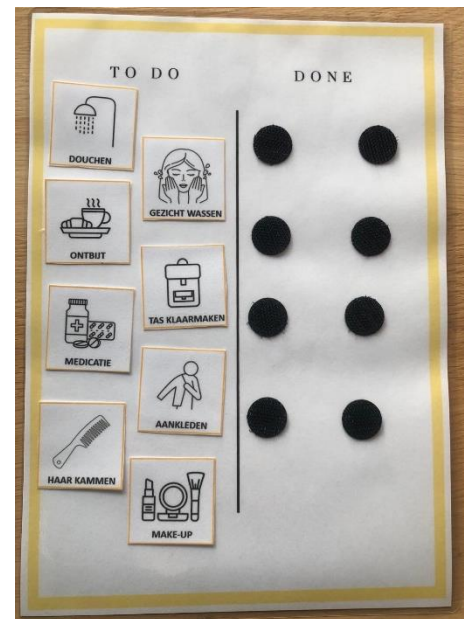 TO DO
DONE
DOUCHEN
GEZICHT WASSEN
ONTBIJT
TAS KLAARMAKEN
MEDICATIE
AANKLEDEN
HAAR KAMMEN
MAKE-UP